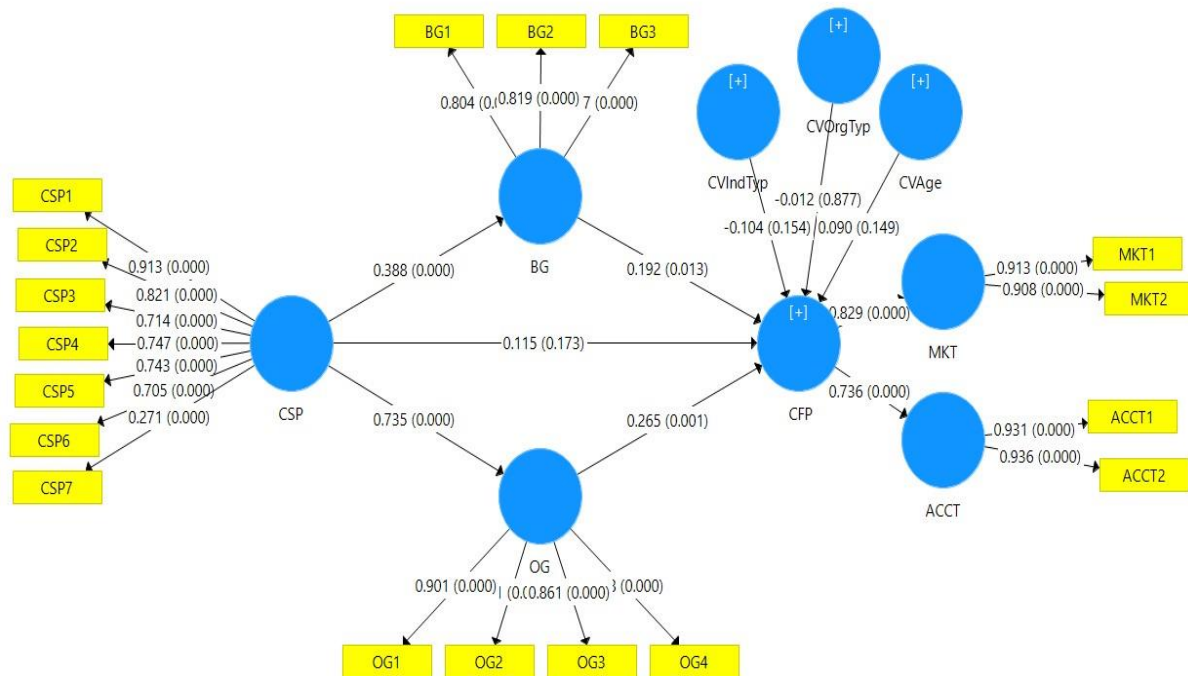 BG1
BG2
BG3
0.804
0.819 (0.000)
(0.000)
[+]
[+]
[+]
CVOrgTyp
CVIndTyp
CVAge
-0.012 (0.877)
-0.104 (0.154)
0.090 (0.149)
CSP1
CSP2
CSP3
CSP4
CSP5
CSP6
CSP7
0.913 (0.000)
0.821 (0.000)
0.714 (0.000)
0.747 (0.000)
0.743 (0.000)
0.705 (0.000)
0.271 (0.000)
CSP
0.388 (0.000)
BG
0.192 (0.013)
0.115 (0.173)
0.735 (0.000)
0.265 (0.001)
[+]
CFP
0.829 (0.000)
0.736 (0.000)
MKT
0.913 (0.000)
0.908 (0.000)
MKT1
MKT2
ACCT
0.931 (0.000)
0.936 (0.000)
ACCT1
ACCT2
OG
0.901 (0.000)
0.861 (0.000)
(0.000)
OG1
OG2
OG3
OG4